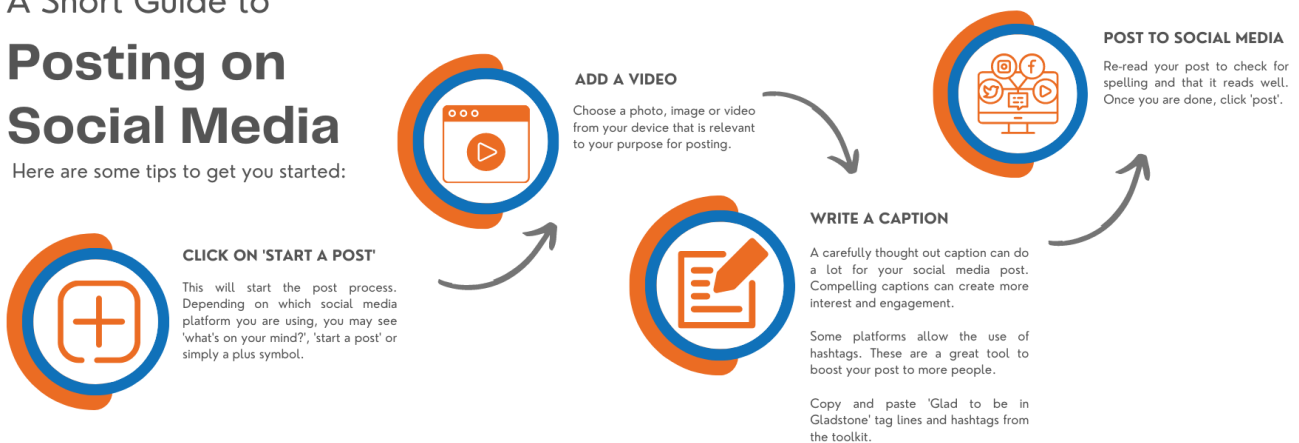 A Short Guide to
Posting on
Social Media
Here are some tips to get you started:
CLICK ON 'START A POST'
This will start the post process.
Depending on which social media
platform you are using, you may see
'what's on your mind?', 'start a post' or
simply a plus symbol.
ADD A VIDEO
Choose a photo, image or video
from your device that is relevant
to your purpose for posting.
WRITE A CAPTION
A carefully thought out caption can do
a lot for your social media post.
Compelling captions can create more
interest and engagement.
Some platforms allow the use of
hashtags. These are a great tool to
boost your post to more people.
Copy and paste 'Glad to be in
Gladstone' tag lines and hashtags from
the toolkit.
POST TO SOCIAL MEDIA
Re-read your post to check for
spelling and that it reads well.
Once you are done, click 'post'.